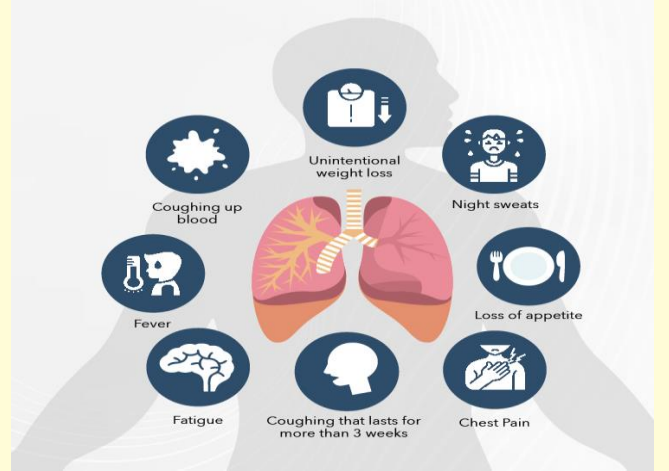 Unintentional
weight loss
Coughing up
blood
Night sweats
Fever
Loss of appetite
Fatigue
Coughing that lasts for
more than 3 weeks
Chest Pain